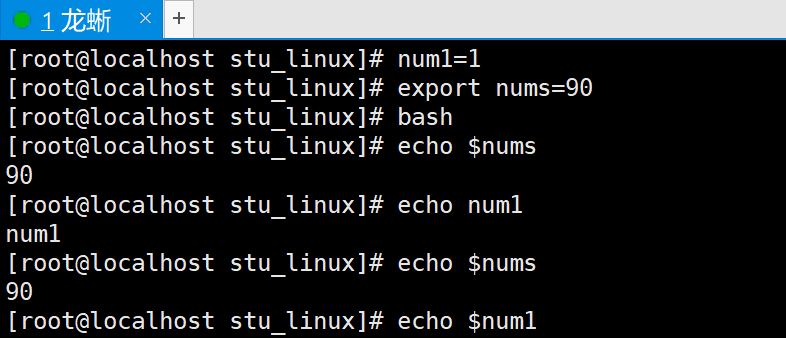 1 龙蜥 × +
[root@localhost stu_linux]# num1=1
[root@localhost stu_linux]# export nums=90
[root@localhost stu_linux]# bash
[root@localhost stu_linux]# echo $nums
90
[root@localhost stu_linux]# echo num1
num1
[root@localhost stu_linux]# echo $nums
90
[root@localhost stu_linux]# echo $num1